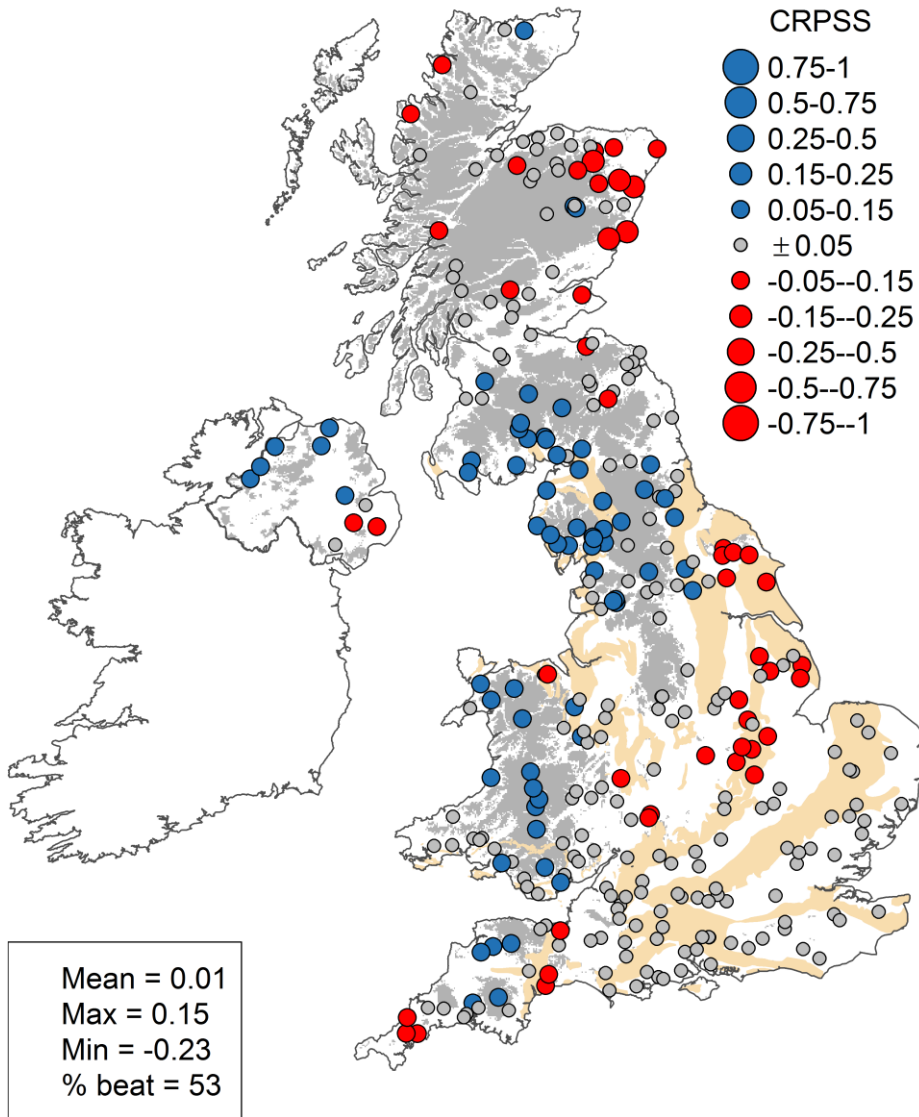 CRPSS
0.75-1
0.5-0.75
0.25-0.5
0.15-0.25
0.05-0.15
±0.05
-0.05--0.15
-0.15--0.25
-0.25--0.5
-0.5--0.75
-0.75--1
Mean = 0.01
Max = 0.15
Min = -0.23
% beat = 53